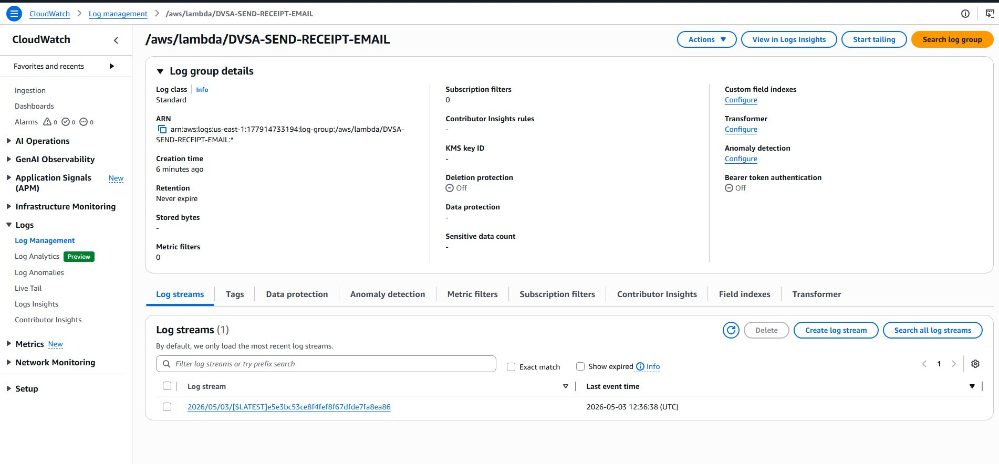 CloudWatch > Log management > /aws/lambda/DVSA-SEND-RECEIPT-EMAIL
CloudWatch
Favorites and recents
Ingestion
Dashboards
Alarms 0 0 0
AI Operations
GenAI Observability
Application Signals (APM) New
Infrastructure Monitoring
Logs
Log Management
Log Analytics Preview
Log Anomalies
Live Tail
Logs Insights
Contributor Insights
Metrics New
Network Monitoring
Setup
/aws/lambda/DVSA-SEND-RECEIPT-EMAIL
Actions
View in Logs Insights
Start tailing
Search log group
Log group details
Log class Info
Standard
ARN
arn:aws:logs:us-east-1:177914733194:log-group:/aws/lambda/DVSA-
SEND-RECEIPT-EMAIL:*
Creation time
6 minutes ago
Retention
Never expire
Stored bytes
-
Metric filters
0
Subscription filters
0
Contributor Insights rules
-
KMS key ID
-
Deletion protection
Off
Data protection
-
Sensitive data count
-
Custom field indexes
Configure
Transformer
Configure
Anomaly detection
Configure
Bearer token authentication
Off
Log streams
Tags
Data protection
Anomaly detection
Metric filters
Subscription filters
Contributor Insights
Field indexes
Transformer
Log streams (1)
Delete
Create log stream
Search all log streams
By default, we only load the most recent log streams.
Filter log streams or try prefix search
Exact match
Show expired Info
1
Log stream
Last event time
2026/05/03/[$LATEST]e5e3bc53ce8f4fef8f67dfde7fa8ea86
2026-05-03 12:36:38 (UTC)